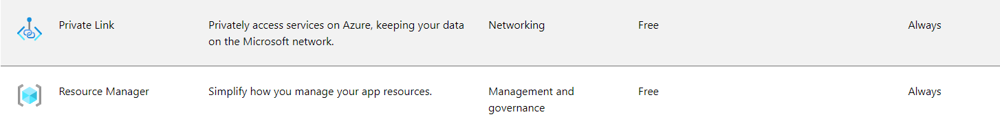 Private Link
Privately access services on Azure, keeping your data
on the Microsoft network.
Networking
Free
Always
Resource Manager
Simplify how you manage your app resources.
Management and
governance
Free
Always